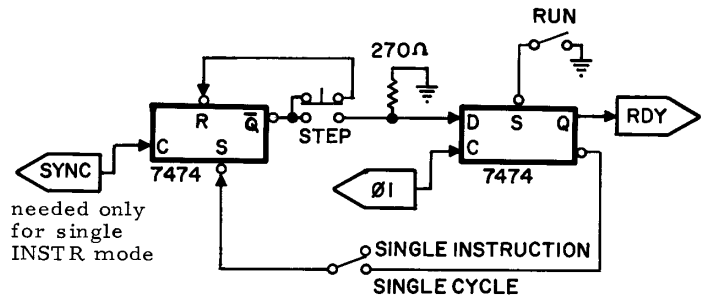 RUN
270Ω
R
Q̅
STEP
C
S
7474
SYNC
needed only
for single
INSTR mode
D
S
Q
C
7474
RDY
Ø1
SINGLE INSTRUCTION
SINGLE CYCLE